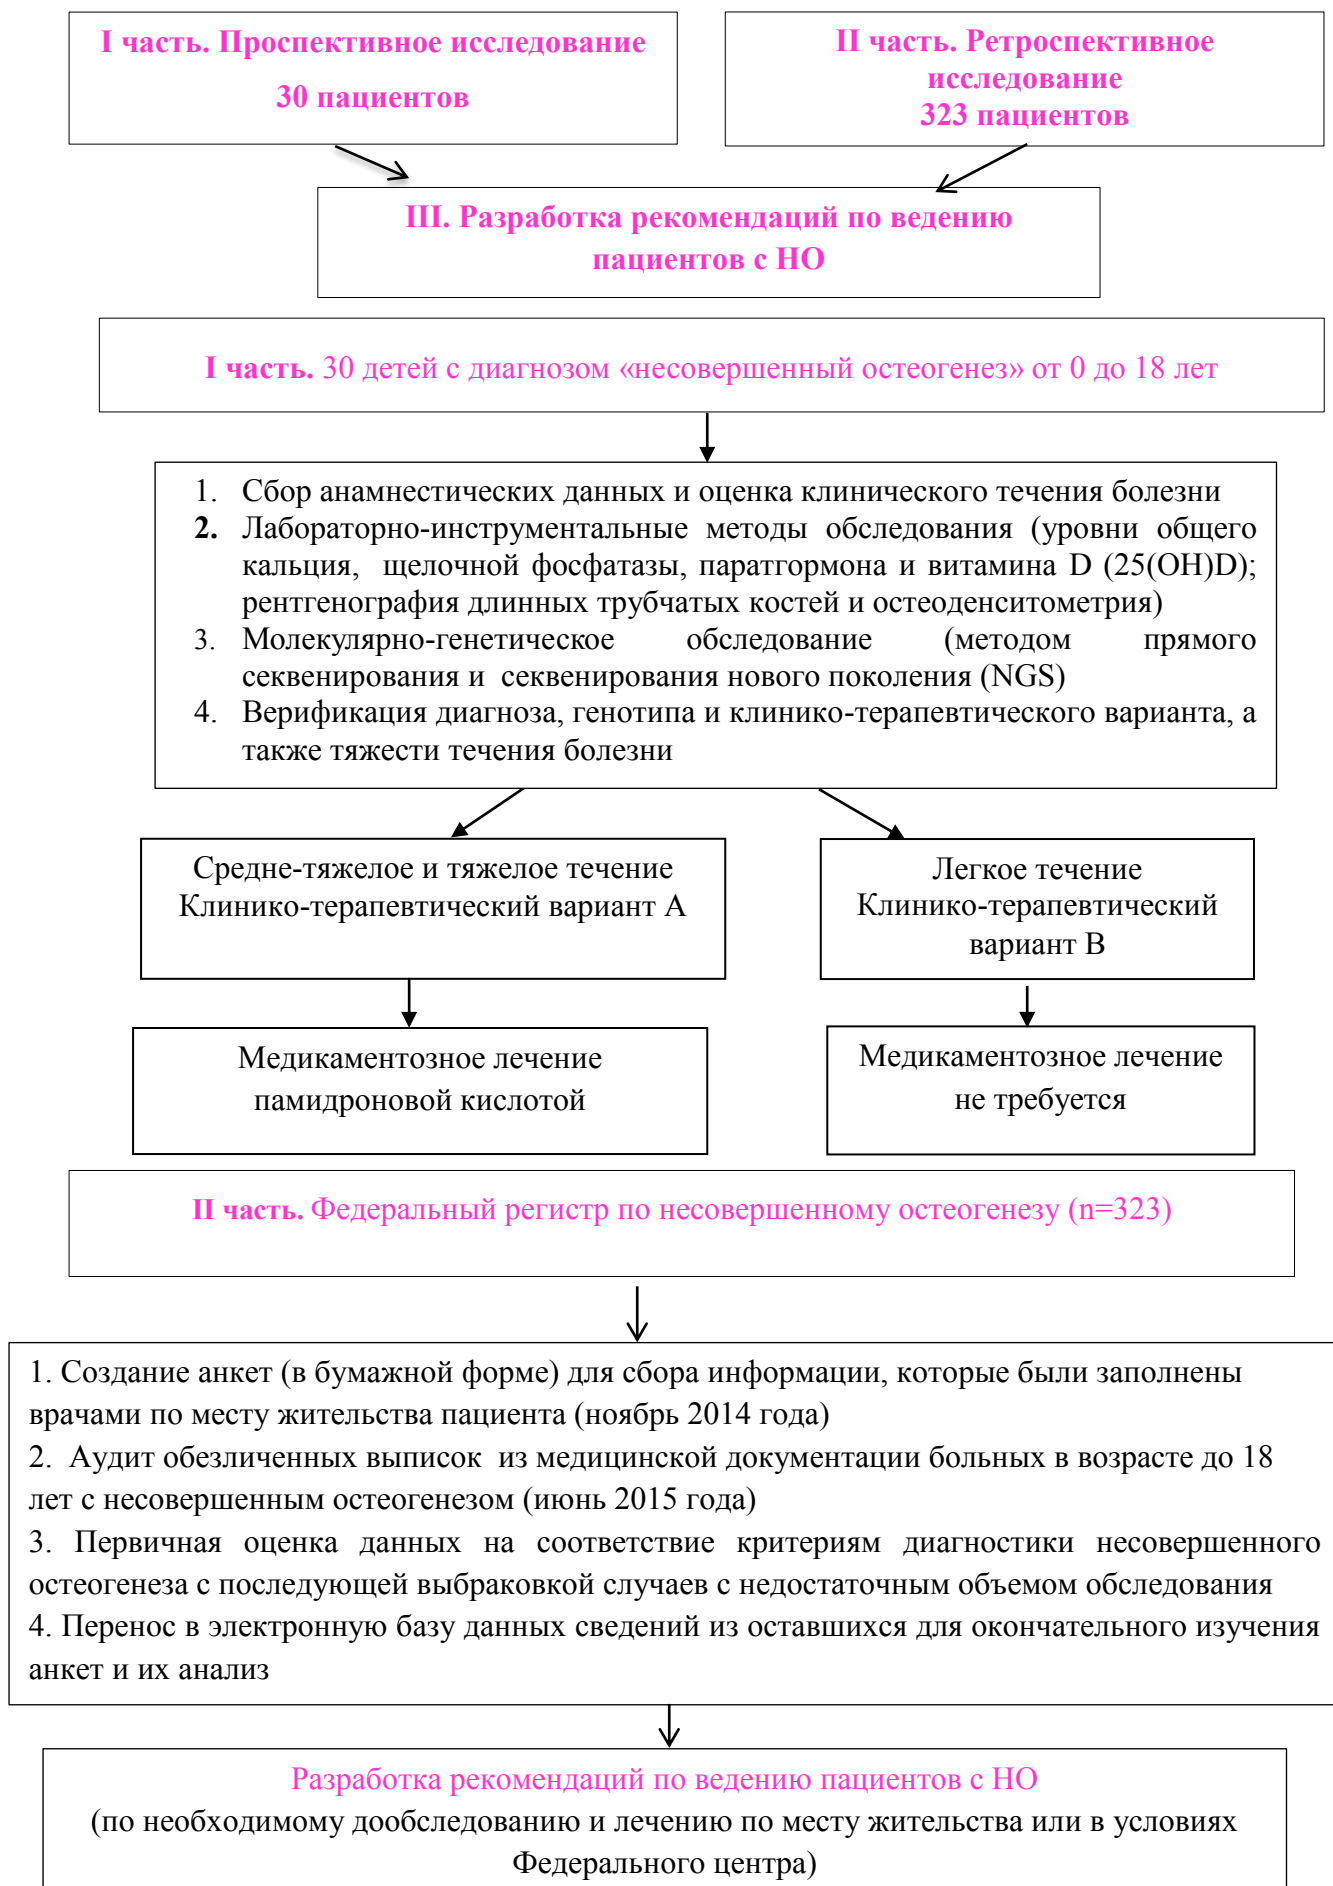 I часть. Проспективное исследование
30 пациентов
II часть. Ретроспективное
исследование
323 пациентов
III. Разработка рекомендаций по ведению
пациентов с НО
I часть. 30 детей с диагнозом «несовершенный остеогенез» от 0 до 18 лет
1. Сбор анамнестических данных и оценка клинического течения болезни
2. Лабораторно-инструментальные методы обследования (уровни общего
кальция, щелочной фосфатазы, паратгормона и витамина D (25(OH)D);
рентгенография длинных трубчатых костей и остеоденситометрия)
3. Молекулярно-генетическое обследование (методом прямого
секвенирования и секвенирования нового поколения (NGS)
4. Верификация диагноза, генотипа и клинико-терапевтического варианта, а
также тяжести течения болезни
Средне-тяжелое и тяжелое течение
Клинико-терапевтический вариант А
Легкое течение
Клинико-терапевтический
вариант В
Медикаментозное лечение
памидроновой кислотой
Медикаментозное лечение
не требуется
II часть. Федеральный регистр по несовершенному остеогенезу (n=323)
1. Создание анкет (в бумажной форме) для сбора информации, которые были заполнены
врачами по месту жительства пациента (ноябрь 2014 года)
2. Аудит обезличенных выписок из медицинской документации больных в возрасте до 18
лет с несовершенным остеогенезом (июнь 2015 года)
3. Первичная оценка данных на соответствие критериям диагностики несовершенного
остеогенеза с последующей выбраковкой случаев с недостаточным объемом обследования
4. Перенос в электронную базу данных сведений из оставшихся для окончательного изучения
анкет и их анализ
Разработка рекомендаций по ведению пациентов с НО
(по необходимому дообследованию и лечению по месту жительства или в условиях
Федерального центра)